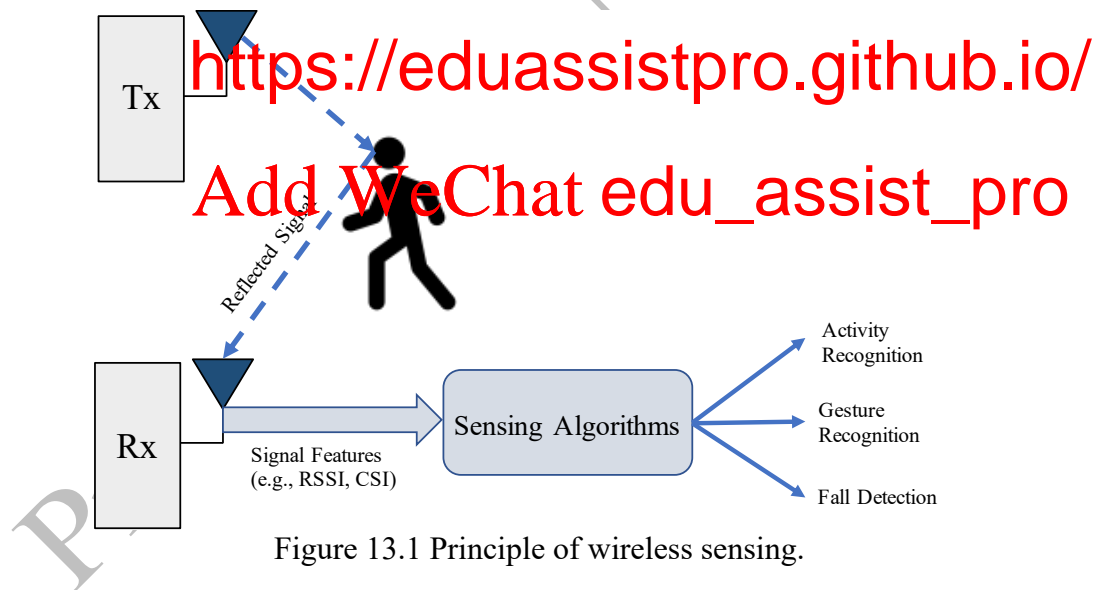 https://eduassistpro.github.io/
Tx
Add WeChat edu_assist_pro
Reflected Signal
Activity
Recognition
Sensing Algorithms
Gesture
Recognition
Rx
Signal Features
(e.g., RSSI, CSI)
Fall Detection
Figure 13.1 Principle of wireless sensing.